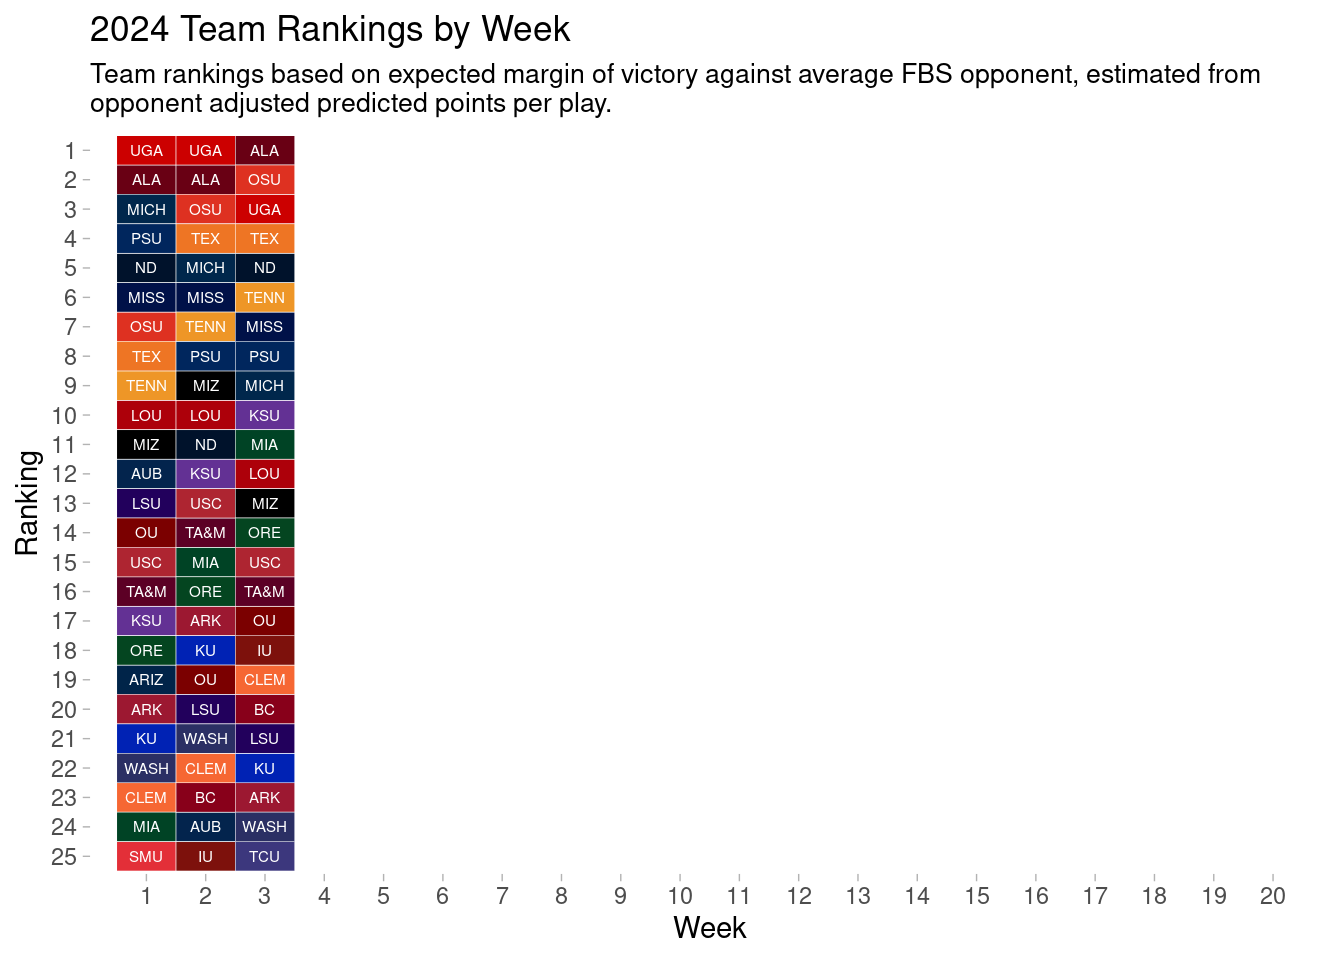 2024 Team Rankings by Week
Team rankings based on expected margin of victory against average FBS opponent, estimated from
opponent adjusted predicted points per play.
Ranking
1 UGA UGA ALA
2 ALA ALA OSU
3 MICH OSU UGA
4 PSU TEX TEX
5 ND MICH ND
6 MISS MISS TENN
7 OSU TENN MISS
8 TEX PSU PSU
9 TENN MIZ MICH
10 LOU LOU KSU
11 MIZ ND MIA
12 AUB KSU LOU
13 LSU USC MIZ
14 OU TA&M ORE
15 USC MIA USC
16 TA&M ORE TA&M
17 KSU ARK OU
18 ORE KU IU
19 ARIZ OU CLEM
20 ARK LSU BC
21 KU WASH LSU
22 WASH CLEM KU
23 CLEM BC ARK
24 MIA AUB WASH
25 SMU IU TCU
1 2 3 4 5 6 7 8 9 10 11 12 13 14 15 16 17 18 19 20
Week